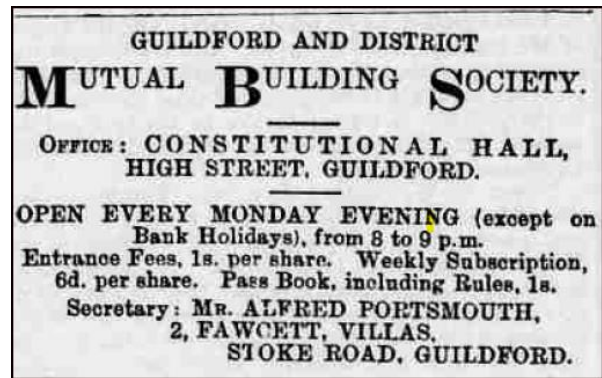 GUILDFORD AND DISTRICT
MUTUAL BUILDING SOCIETY.
OFFICE: CONSTITUTIONAL HALL,
HIGH STREET, GUILDFORD.
OPEN EVERY MONDAY EVENING (except on
Bank Holidays), from 8 to 9 p.m.
Entrance Fees, 1s. per share. Weekly Subscription,
6d. per share. Pass Book, including Rules, 1s.
Secretary: MR. ALFRED PORTSMOUTH,
2, FAWCETT, VILLAS,
STOKE ROAD, GUILDFORD.